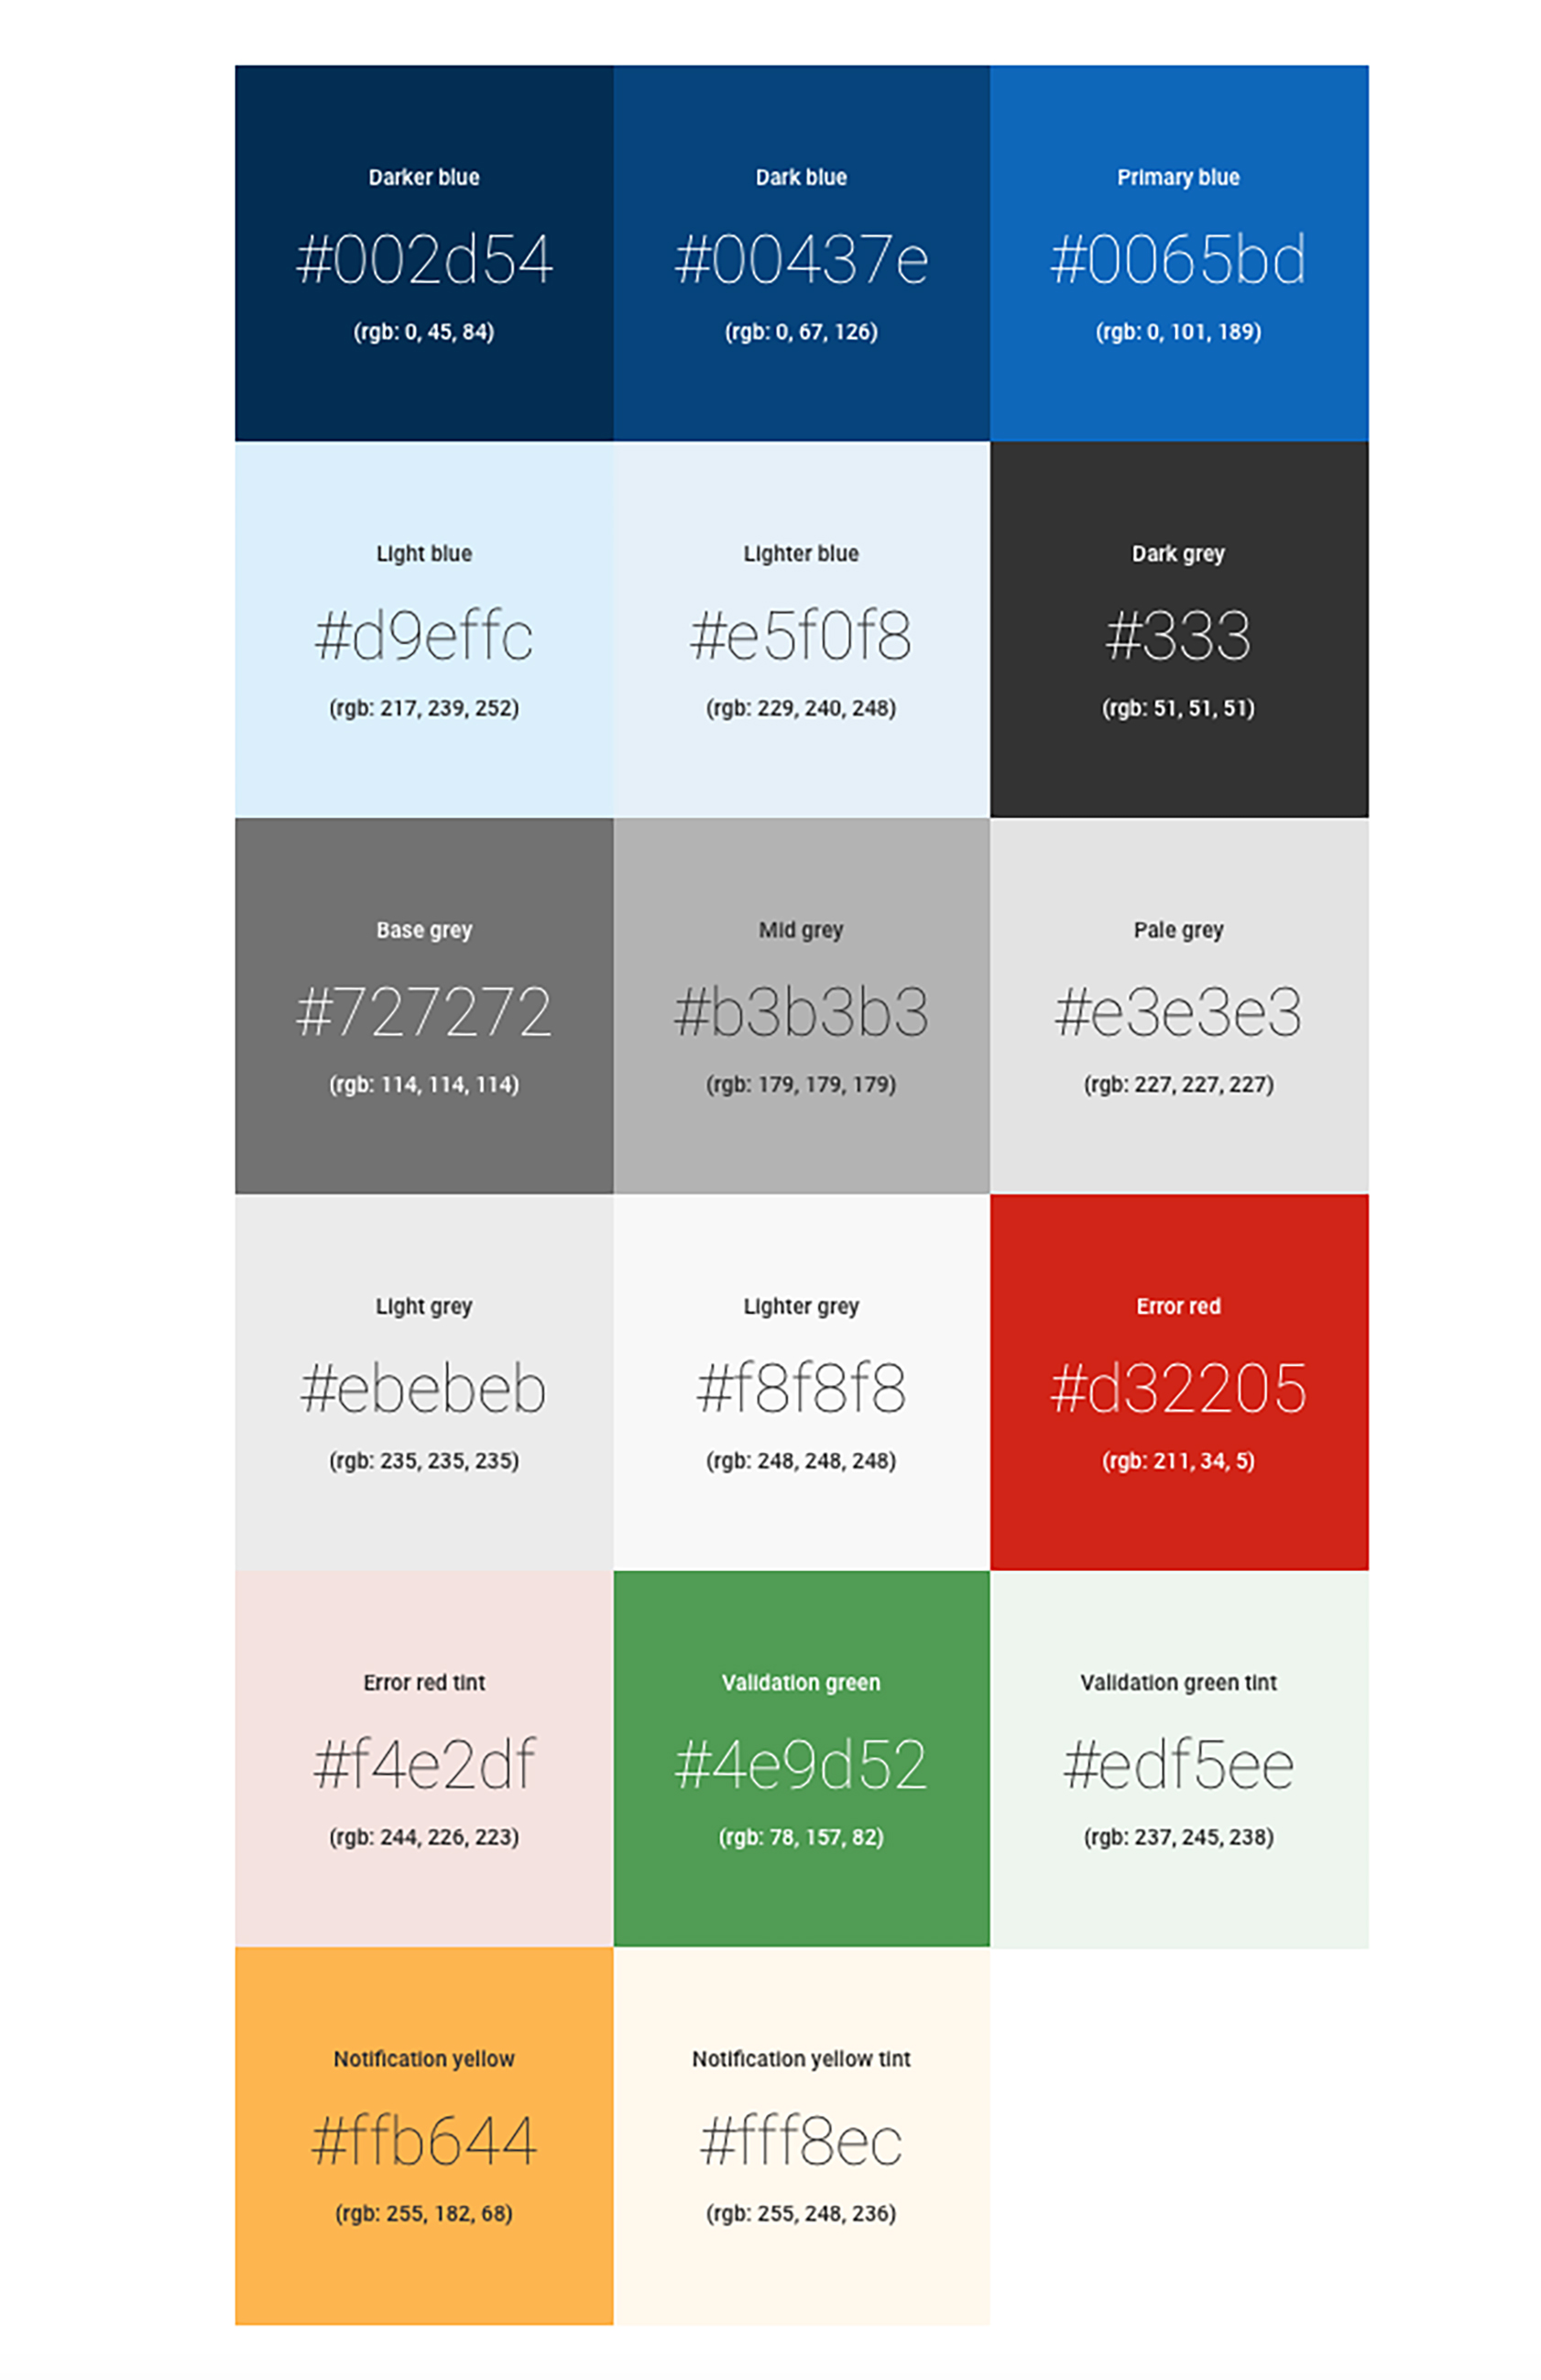 Darker blue
#002d54
(rgb: 0, 45, 84)
Dark blue
#00437e
(rgb: 0, 67, 126)
Primary blue
#0065bd
(rgb: 0, 101, 189)
Light blue
#d9effc
(rgb: 217, 239, 252)
Lighter blue
#e5f0f8
(rgb: 229, 240, 248)
Dark grey
#333
(rgb: 51, 51, 51)
Base grey
#727272
(rgb: 114, 114, 114)
Mid grey
#b3b3b3
(rgb: 179, 179, 179)
Pale grey
#e3e3e3
(rgb: 227, 227, 227)
Light grey
#ebebeb
(rgb: 235, 235, 235)
Lighter grey
#f8f8f8
(rgb: 248, 248, 248)
Error red
#d32205
(rgb: 211, 34, 5)
Error red tint
#f4e2df
(rgb: 244, 226, 223)
Validation green
#4e9d52
(rgb: 78, 157, 82)
Validation green tint
#edf5ee
(rgb: 237, 245, 238)
Notification yellow
#ffb644
(rgb: 255, 182, 68)
Notification yellow tint
#fff8ec
(rgb: 255, 248, 236)